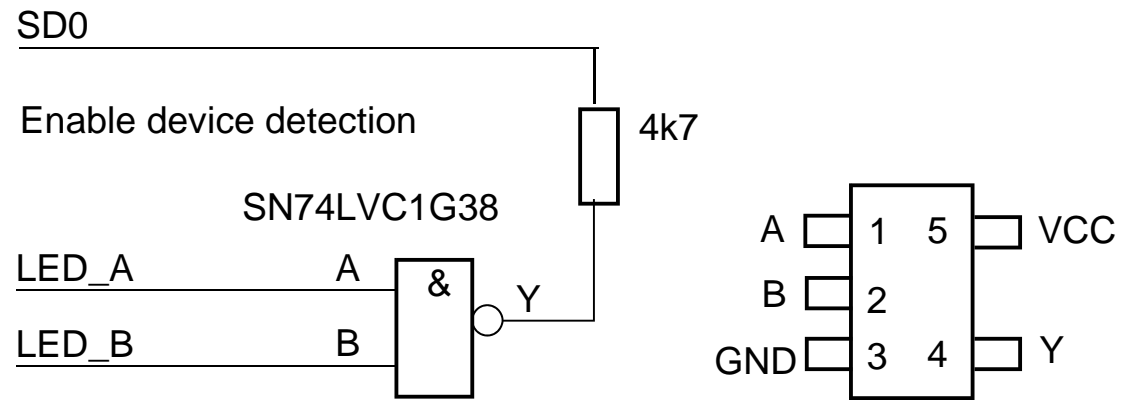 SD0
Enable device detection
4k7
SN74LVC1G38
LED_A A & Y
LED_B B
A 1 5 VCC
B 2
GND 3 4 Y